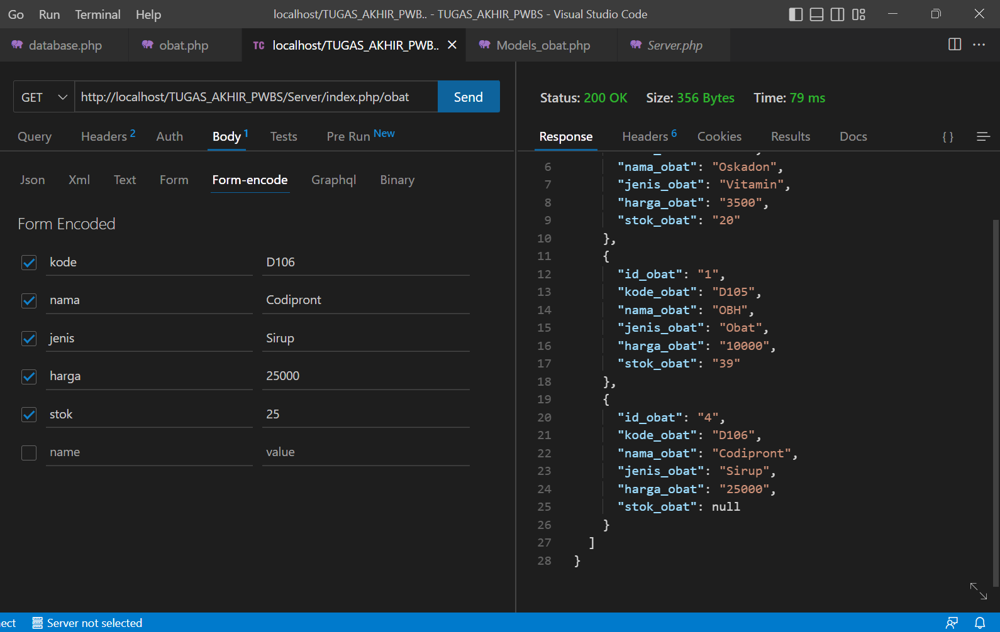 Go Run Terminal Help localhost/TUGAS_AKHIR_PWB.. - TUGAS_AKHIR_PWBS - Visual Studio Code
database.php obat.php TC localhost/TUGAS_AKHIR_PWB.. Models_obat.php Server.php
GET http://localhost/TUGAS_AKHIR_PWBS/Server/index.php/obat Send
Query Headers 2 Auth Body 1 Tests Pre Run New
Json Xml Text Form Form-encode Graphql Binary
Form Encoded
kode D106
nama Codipront
jenis Sirup
harga 25000
stok 25
name value
Status: 200 OK Size: 356 Bytes Time: 79 ms
Response Headers 6 Cookies Results Docs { }
6 "nama_obat": "Oskadon",
7 "jenis_obat": "Vitamin",
8 "harga_obat": "3500",
9 "stok_obat": "20"
10 },
11 {
12 "id_obat": "1",
13 "kode_obat": "D105",
14 "nama_obat": "OBH",
15 "jenis_obat": "Obat",
16 "harga_obat": "10000",
17 "stok_obat": "39"
18 },
19 {
20 "id_obat": "4",
21 "kode_obat": "D106",
22 "nama_obat": "Codipront",
23 "jenis_obat": "Sirup",
24 "harga_obat": "25000",
25 "stok_obat": null
26 }
27 ]
28 }
ect Server not selected